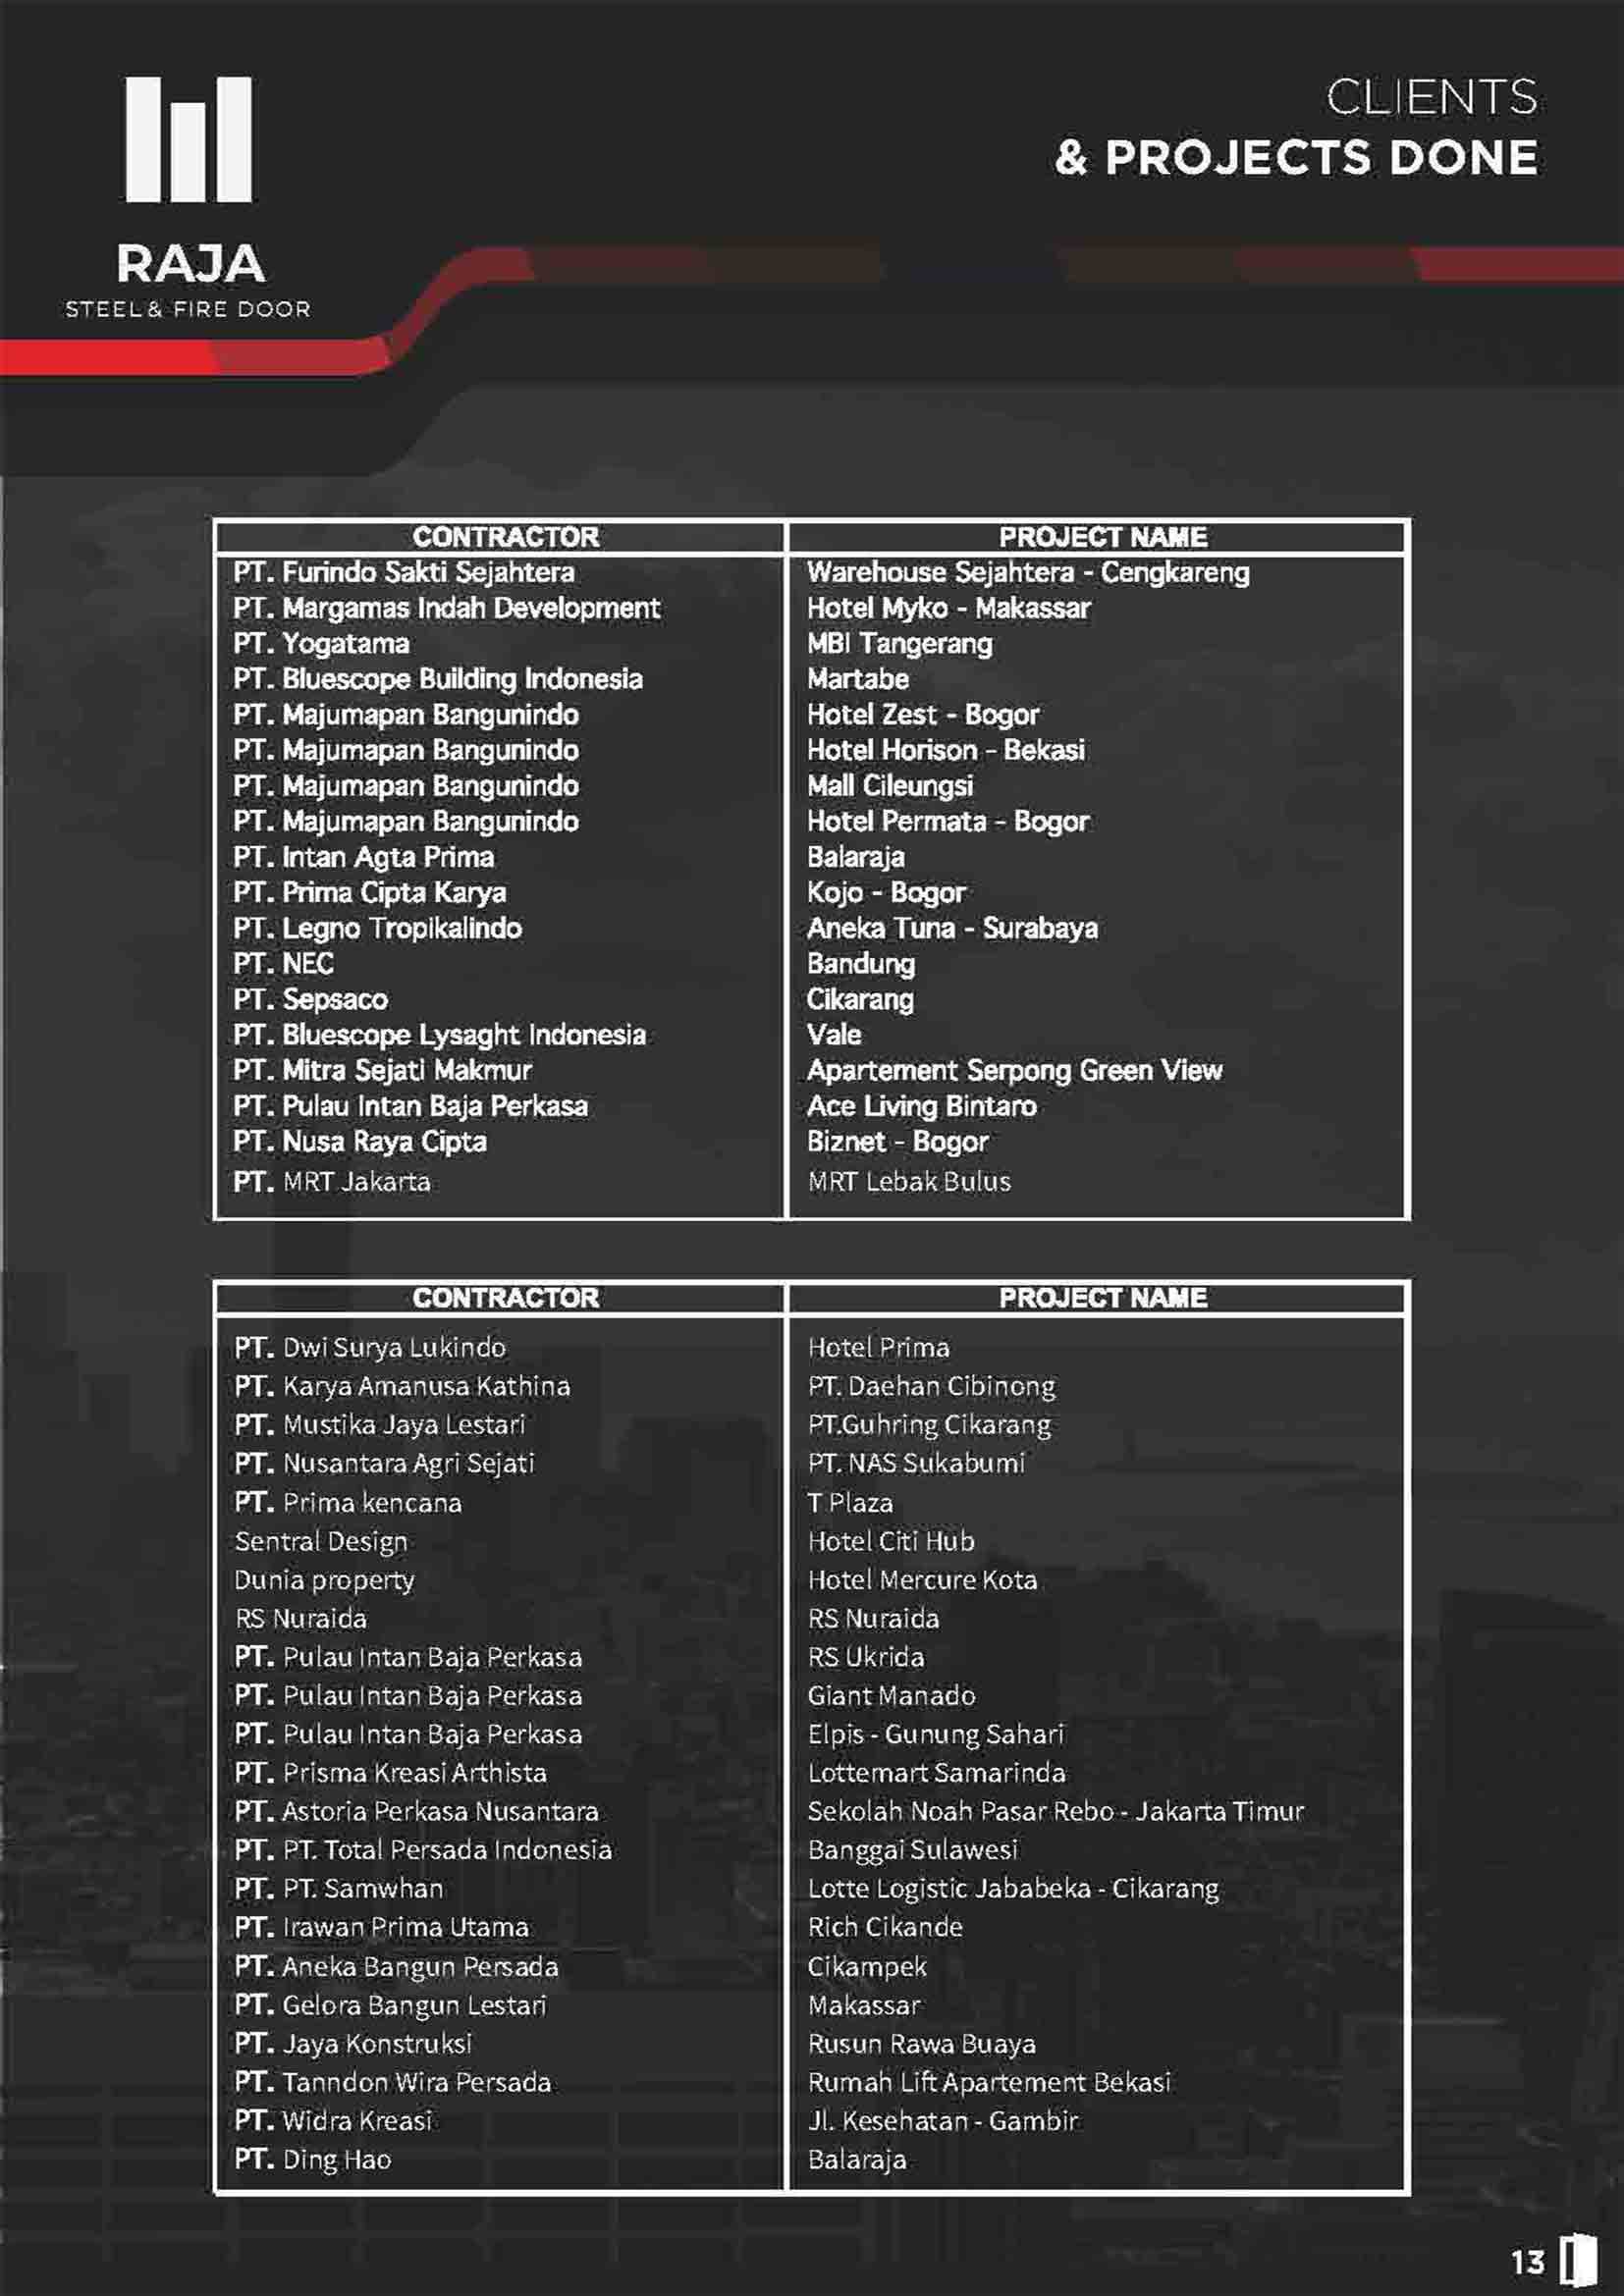 CLIENTS
& PROJECTS DONE
RAJA
STEEL & FIRE DOOR
CONTRACTOR PROJECT NAME
PT. Furindo Sakti Sejahtera Warehouse Sejahtera - Cengkareng
PT. Margamas Indah Development Hotel Myko - Makassar
PT. Yogatama MBI Tangerang
PT. Bluescope Building Indonesia Martabe
PT. Majumapan Bangunindo Hotel Zest - Bogor
PT. Majumapan Bangunindo Hotel Horison - Bekasi
PT. Majumapan Bangunindo Mall Cileungsi
PT. Majumapan Bangunindo Hotel Permata - Bogor
PT. Intan Agta Prima Balaraja
PT. Prima Cipta Karya Kojo - Bogor
PT. Legno Tropikalindo Aneka Tuna - Surabaya
PT. NEC Bandung
PT. Sepsaco Cikarang
PT. Bluescope Lysaght Indonesia Vale
PT. Mitra Sejati Makmur Apartement Serpong Green View
PT. Pulau Intan Baja Perkasa Ace Living Bintaro
PT. Nusa Raya Cipta Biznet - Bogor
PT. MRT Jakarta MRT Lebak Bulus
CONTRACTOR PROJECT NAME
PT. Dwi Surya Lukindo Hotel Prima
PT. Karya Amanusa Kathina PT. Daehan Cibinong
PT. Mustika Jaya Lestari PT.Guhring Cikarang
PT. Nusantara Agri Sejati PT. NAS Sukabumi
PT. Prima kencana T Plaza
Sentral Design Hotel Citi Hub
Dunia property Hotel Mercure Kota
RS Nuraida RS Nuraida
PT. Pulau Intan Baja Perkasa RS Ukrida
PT. Pulau Intan Baja Perkasa Giant Manado
PT. Pulau Intan Baja Perkasa Elpis - Gunung Sahari
PT. Prisma Kreasi Arthista Lottemart Samarinda
PT. Astoria Perkasa Nusantara Sekolah Noah Pasar Rebo - Jakarta Timur
PT. PT. Total Persada Indonesia Banggai Sulawesi
PT. PT. Samwhan Lotte Logistic Jababeka - Cikarang
PT. Irawan Prima Utama Rich Cikande
PT. Aneka Bangun Persada Cikampek
PT. Gelora Bangun Lestari Makassar
PT. Jaya Konstruksi Rusun Rawa Buaya
PT. Tanndon Wira Persada Rumah Lift Apartement Bekasi
PT. Widra Kreasi Jl. Kesehatan - Gambir
PT. Ding Hao Balaraja
13